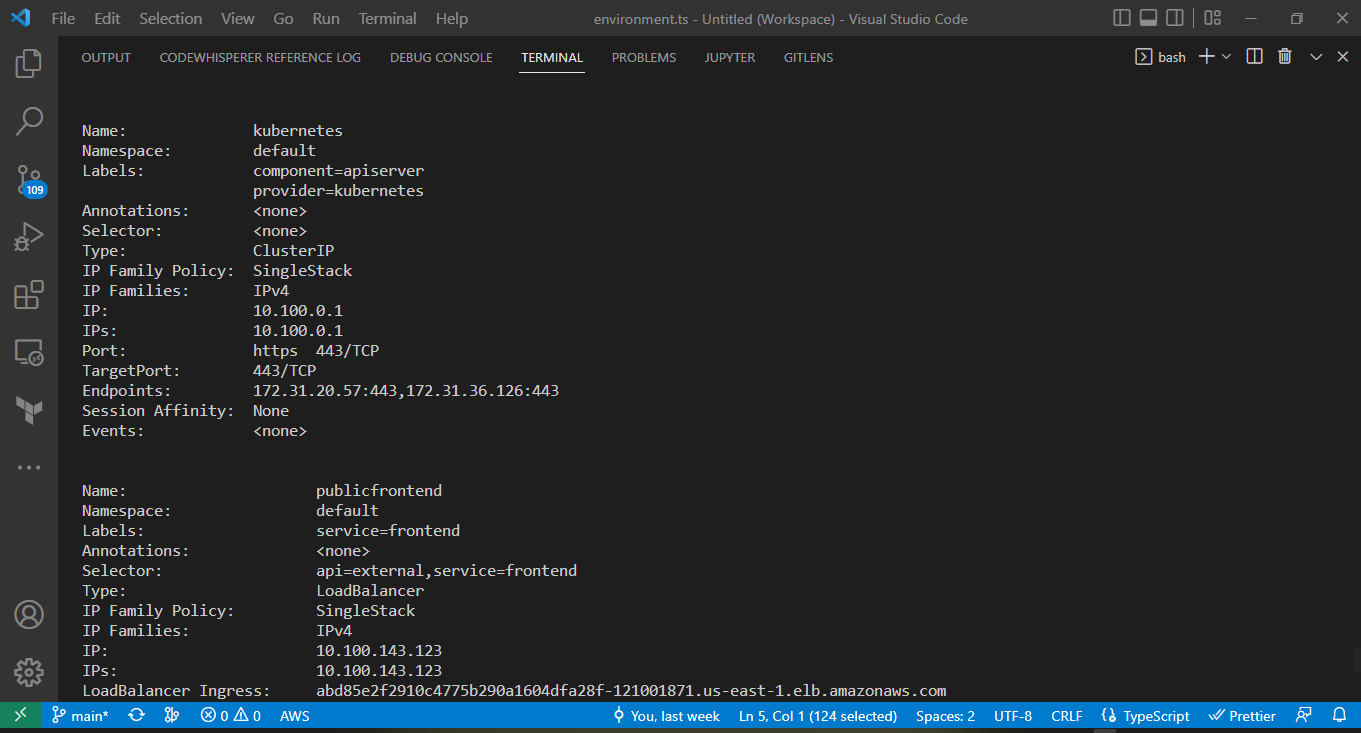 File Edit Selection View Go Run Terminal Help environment.ts - Untitled (Workspace) - Visual Studio Code
OUTPUT CODEWHISPERER REFERENCE LOG DEBUG CONSOLE TERMINAL PROBLEMS JUPYTER GITLENS bash
Name: kubernetes
Namespace: default
Labels: component=apiserver
provider=kubernetes
Annotations: <none>
Selector: <none>
Type: ClusterIP
IP Family Policy: SingleStack
IP Families: IPv4
IP: 10.100.0.1
IPs: 10.100.0.1
Port: https 443/TCP
TargetPort: 443/TCP
Endpoints: 172.31.20.57:443,172.31.36.126:443
Session Affinity: None
Events: <none>
Name: publicfrontend
Namespace: default
Labels: service=frontend
Annotations: <none>
Selector: api=external,service=frontend
Type: LoadBalancer
IP Family Policy: SingleStack
IP Families: IPv4
IP: 10.100.143.123
IPs: 10.100.143.123
LoadBalancer Ingress: abd85e2f2910c4775b290a1604dfa28f-121001871.us-east-1.elb.amazonaws.com
109
main* 0 0 AWS You, last week Ln 5, Col 1 (124 selected) Spaces: 2 UTF-8 CRLF TypeScript Prettier